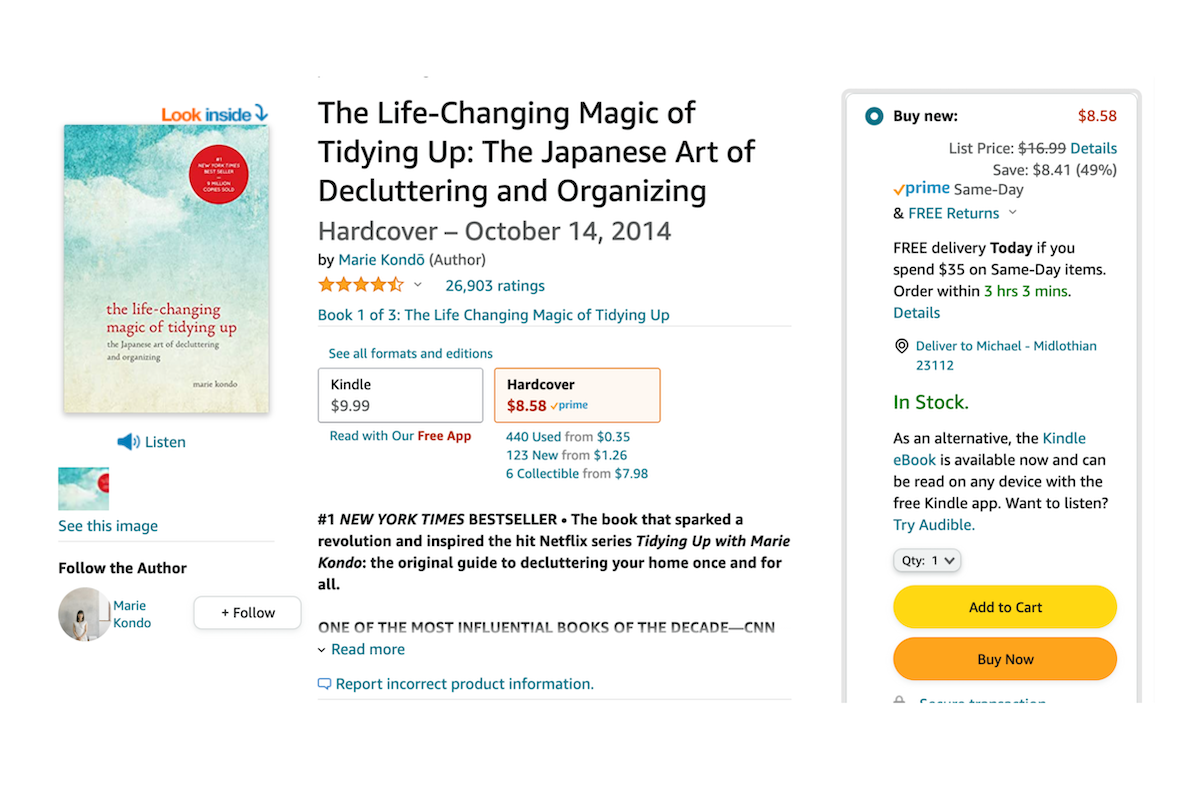 Look inside
#1
NEW YORK TIMES
BEST SELLER
9 MILLION
COPIES SOLD
the life-changing
magic of tidying up
the Japanese art of decluttering
and organizing
marie kondo
Listen
See this image
Follow the Author
Marie
Kondo
+ Follow
The Life-Changing Magic of
Tidying Up: The Japanese Art of
Decluttering and Organizing
Hardcover – October 14, 2014
by Marie Kondō (Author)
26,903 ratings
Book 1 of 3: The Life Changing Magic of Tidying Up
See all formats and editions
Kindle
$9.99
Read with Our Free App
Hardcover
$8.58 prime
440 Used from $0.35
123 New from $1.26
6 Collectible from $7.98
#1 NEW YORK TIMES BESTSELLER • The book that sparked a
revolution and inspired the hit Netflix series Tidying Up with Marie
Kondo: the original guide to decluttering your home once and for
all.
ONE OF THE MOST INFLUENTIAL BOOKS OF THE DECADE—CNN
Read more
Report incorrect product information.
Buy new: $8.58
List Price: $16.99 Details
Save: $8.41 (49%)
prime Same-Day
& FREE Returns
FREE delivery Today if you
spend $35 on Same-Day items.
Order within 3 hrs 3 mins.
Details
Deliver to Michael - Midlothian
23112
In Stock.
As an alternative, the Kindle
eBook is available now and can
be read on any device with the
free Kindle app. Want to listen?
Try Audible.
Qty: 1
Add to Cart
Buy Now
Secure transaction